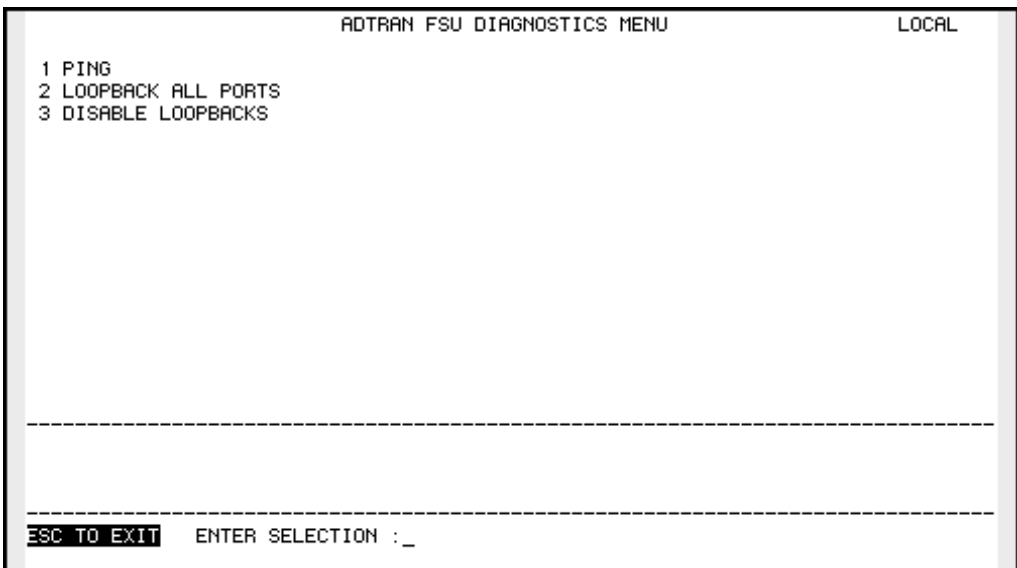 ADTRAN FSU DIAGNOSTICS MENU LOCAL
1 PING
2 LOOPBACK ALL PORTS
3 DISABLE LOOPBACKS
ESC TO EXIT ENTER SELECTION :_